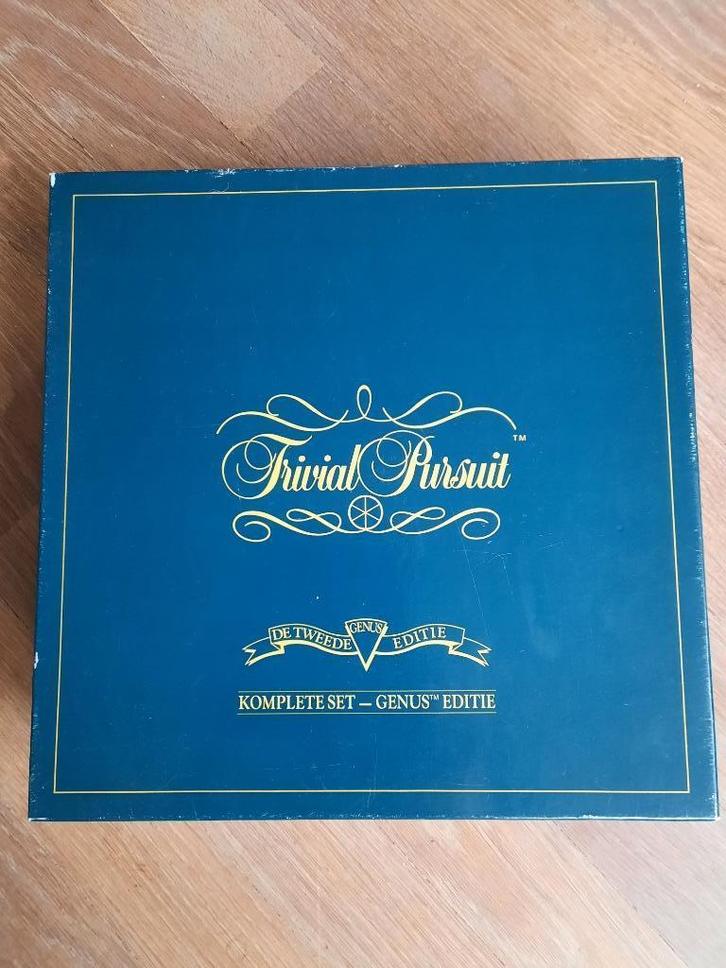 Trivial Pursuit™
DE TWEEDE GENUS EDITIE
KOMPLETE SET – GENUS™ EDITIE